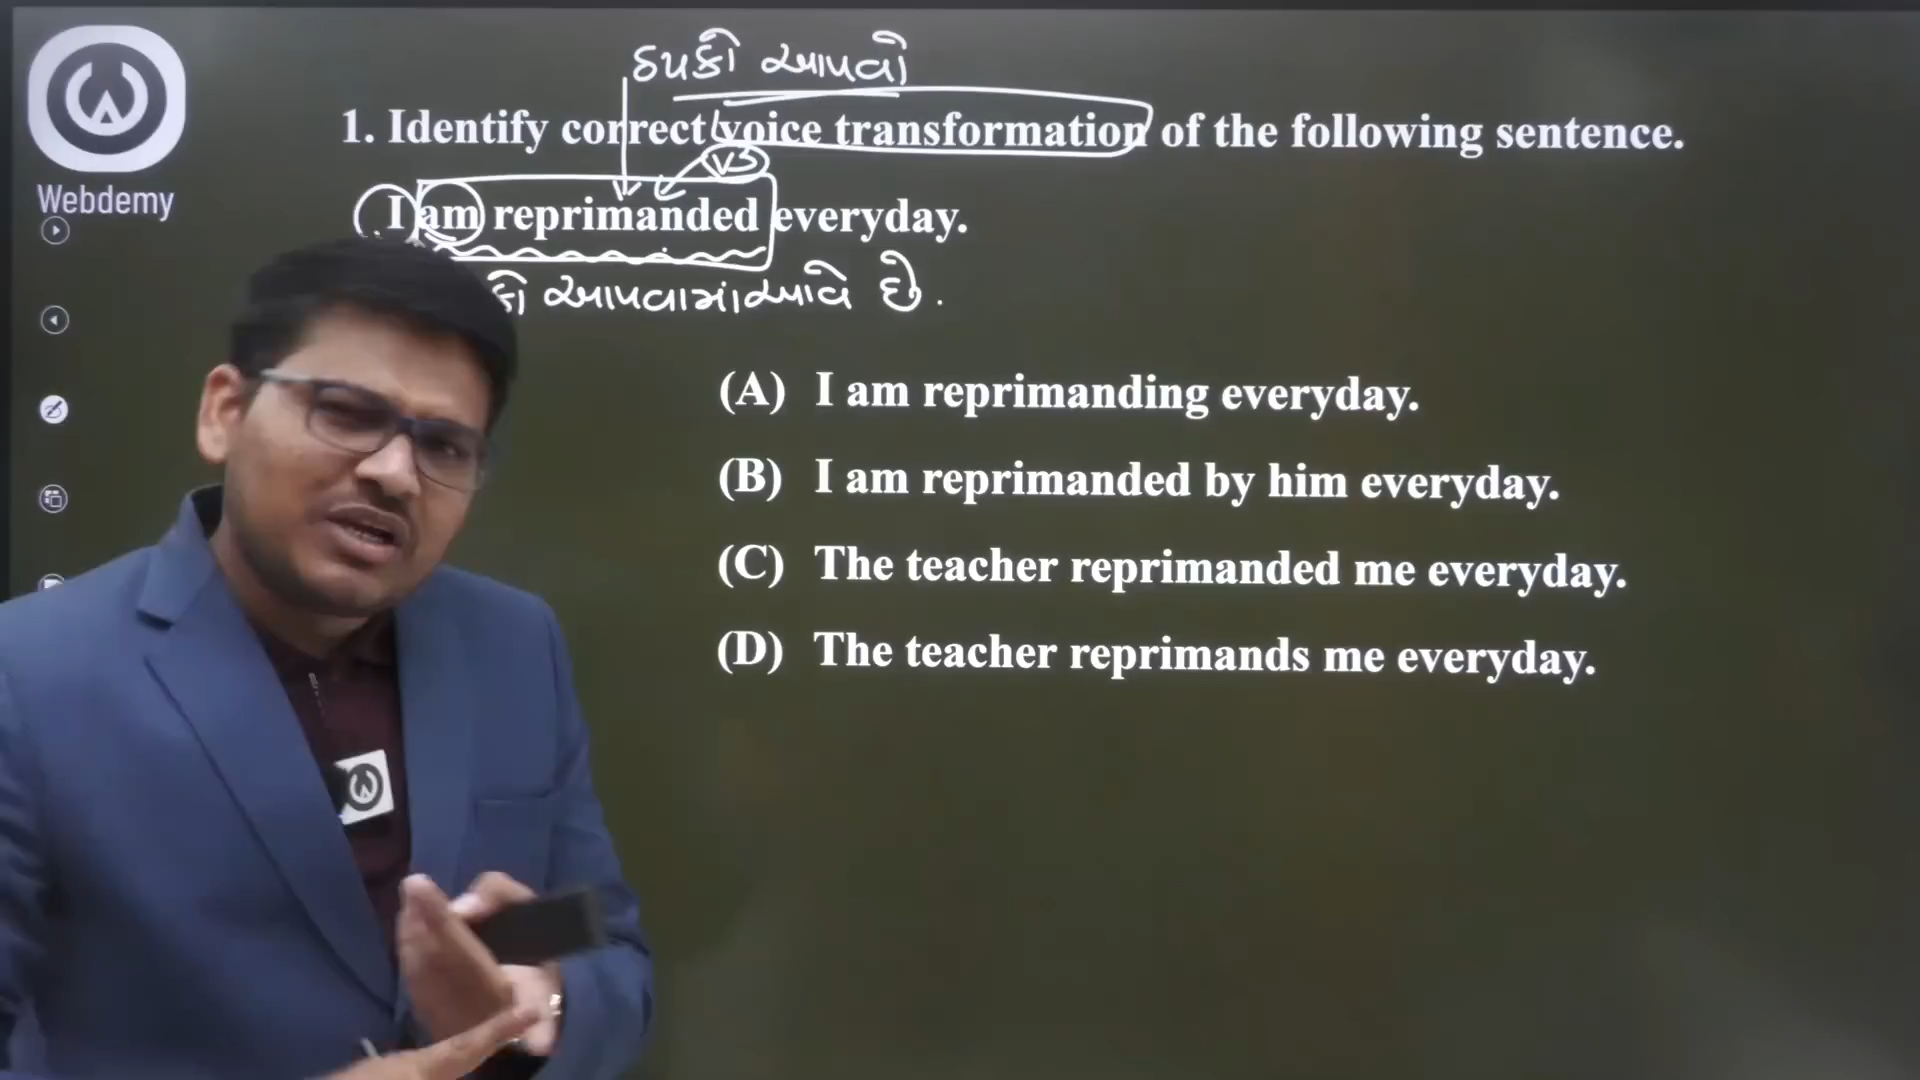 Webdemy
ઠપકો આપવો
1. Identify correct voice transformation of the following sentence.
V3
I am reprimanded everyday.
કો આપવામાં આવે છે.
(A) I am reprimanding everyday.
(B) I am reprimanded by him everyday.
(C) The teacher reprimanded me everyday.
(D) The teacher reprimands me everyday.